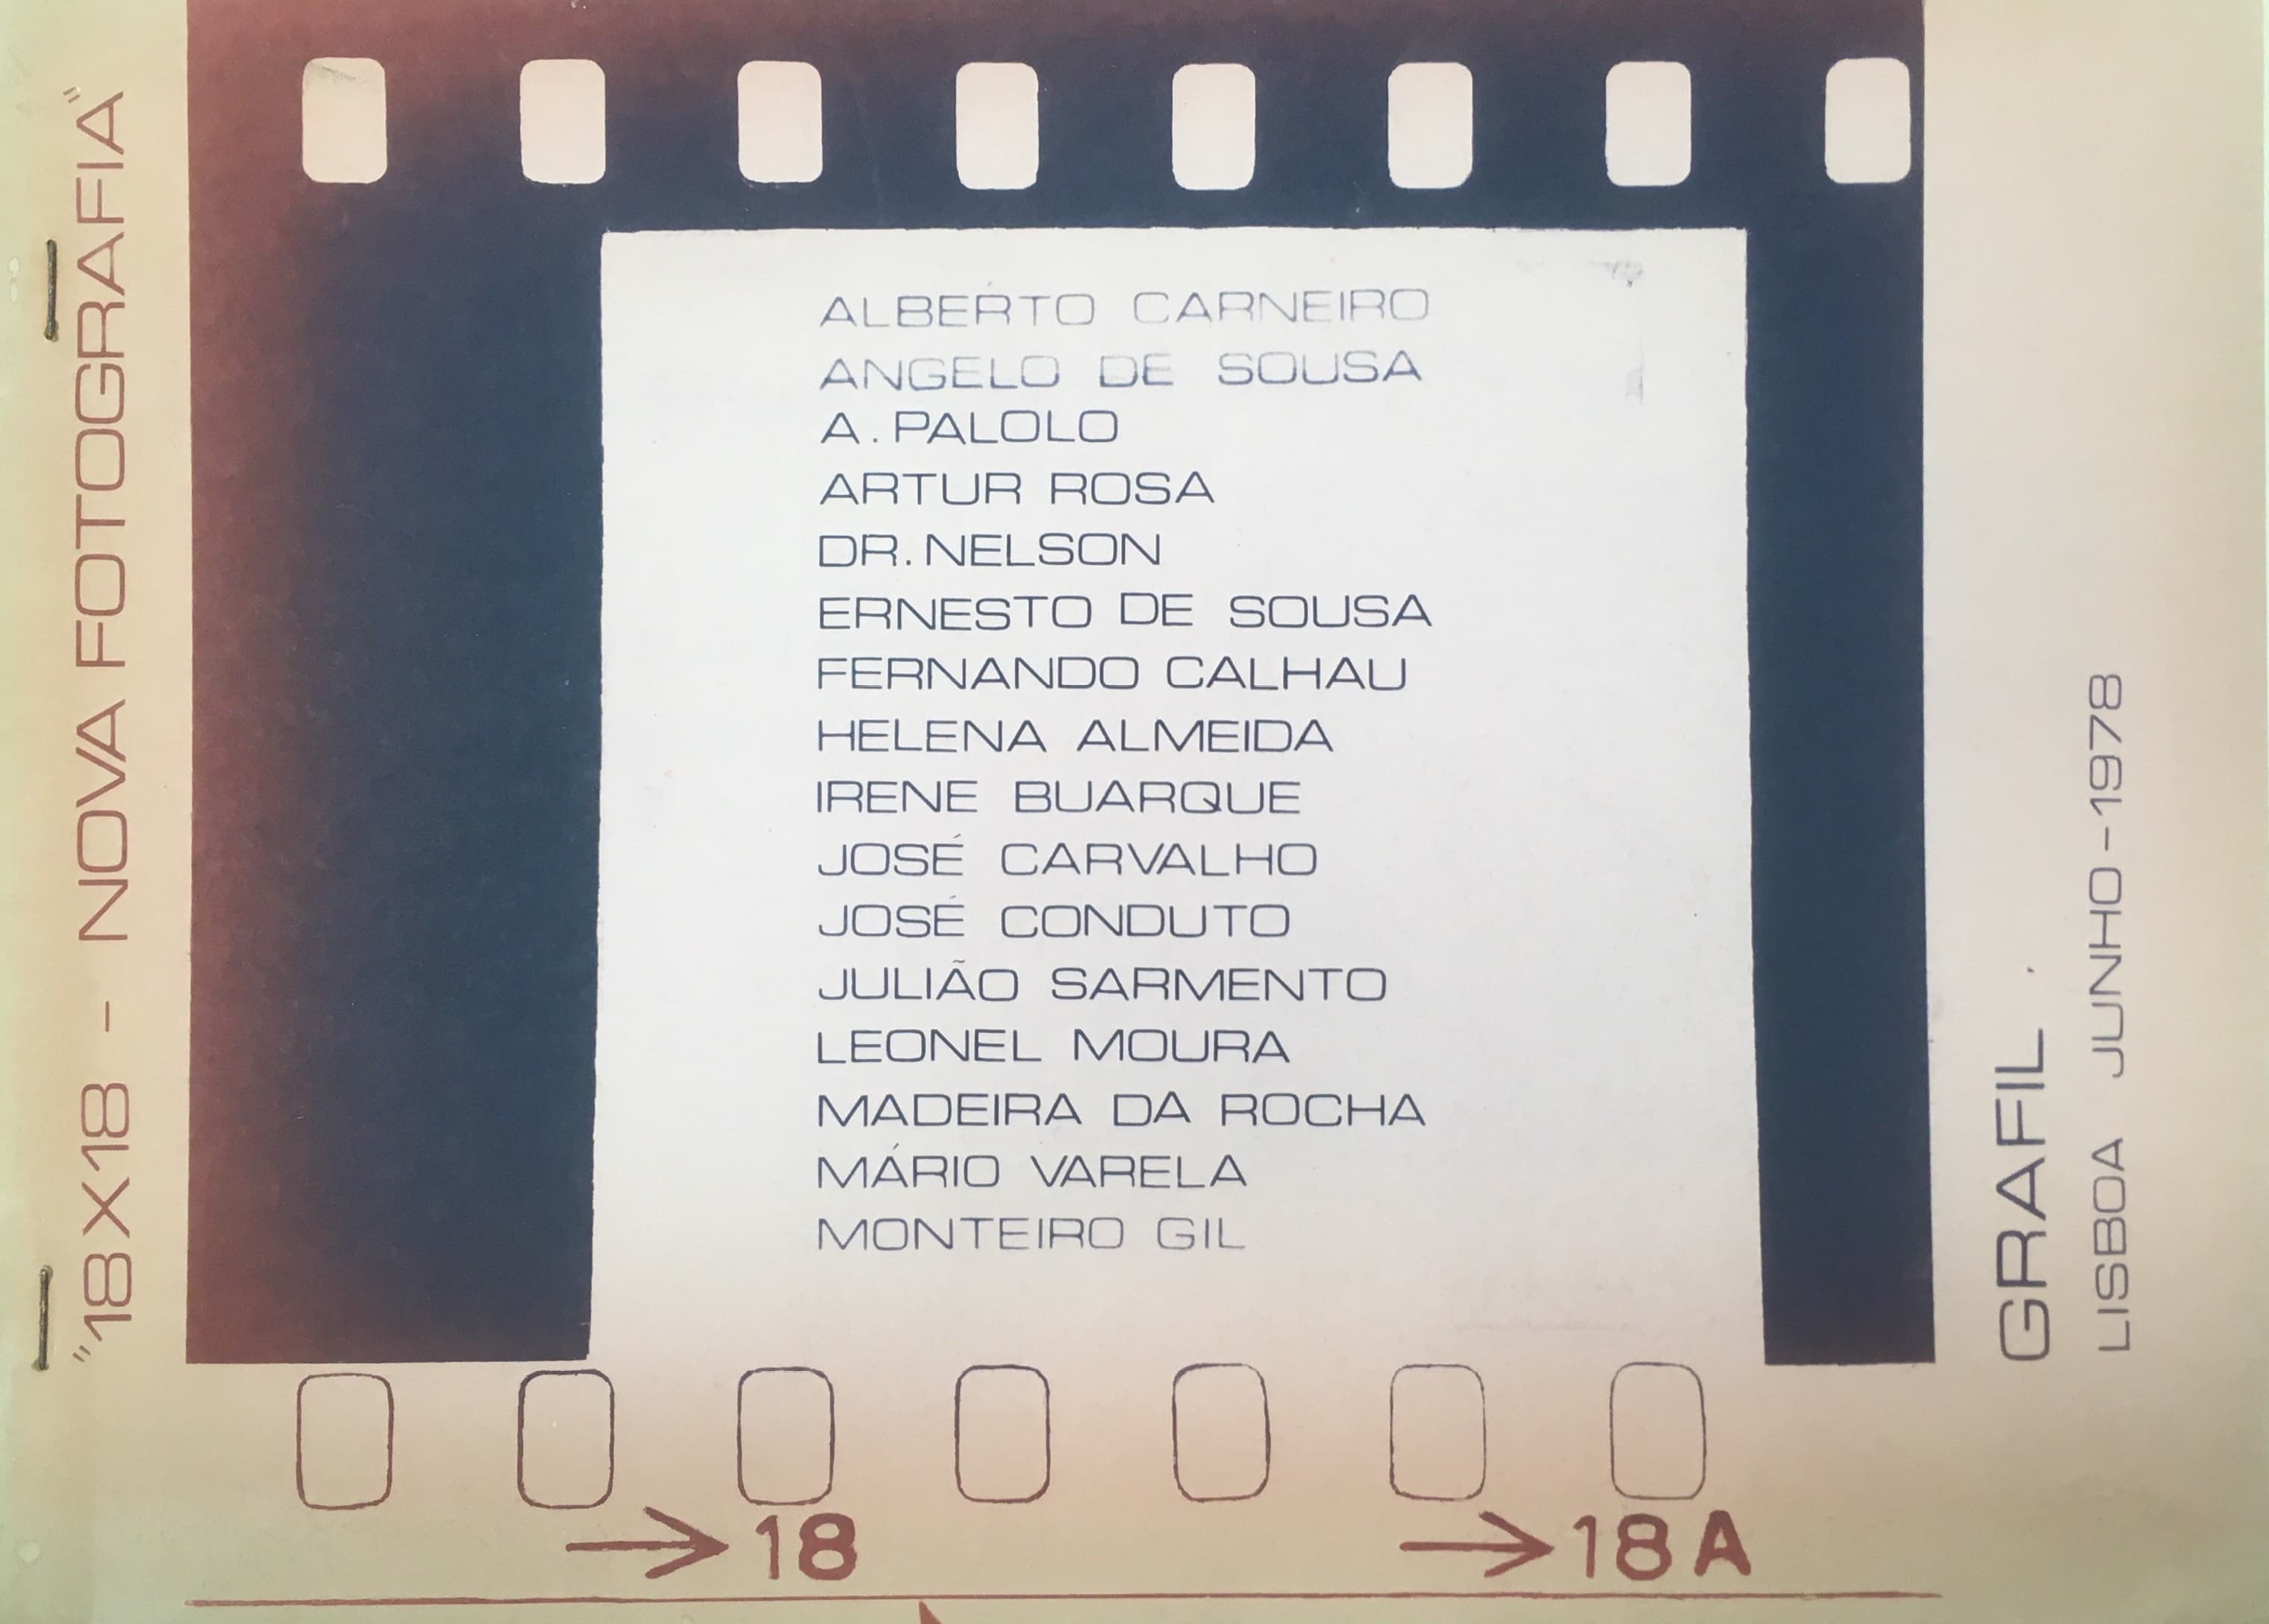 "18X18 - NOVA FOTOGRAFIA"
ALBERTO CARNEIRO
ANGELO DE SOUSA
A. PALOLO
ARTUR ROSA
DR. NELSON
ERNESTO DE SOUSA
FERNANDO CALHAU
HELENA ALMEIDA
IRENE BUARQUE
JOSÉ CARVALHO
JOSÉ CONDUTO
JULIÃO SARMENTO
LEONEL MOURA
MADEIRA DA ROCHA
MÁRIO VARELA
MONTEIRO GIL
GRAFIL
LISBOA JUNHO-1978
→18 →18A